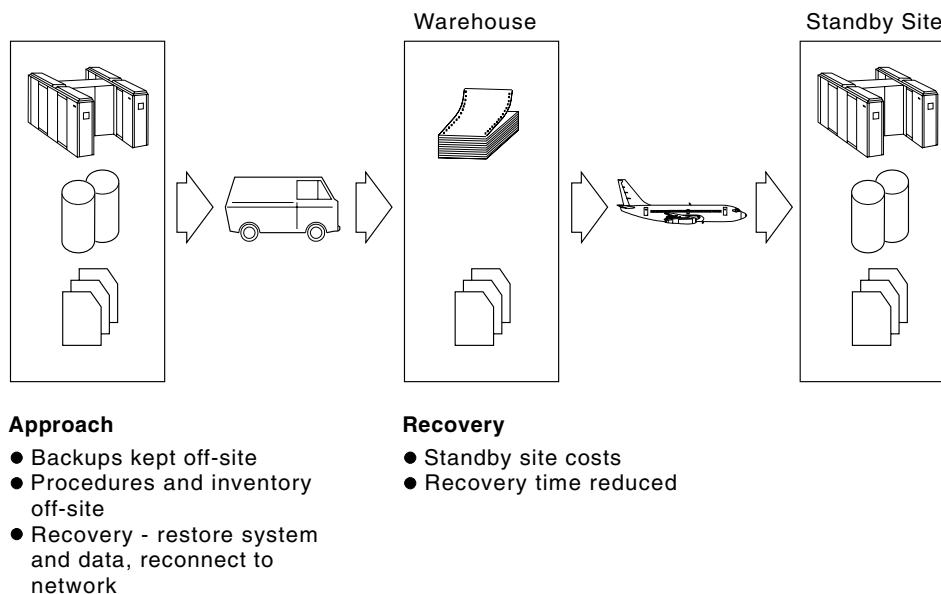 Warehouse
Standby Site
Approach
● Backups kept off-site
● Procedures and inventory
off-site
● Recovery - restore system
and data, reconnect to
network
Recovery
● Standby site costs
● Recovery time reduced